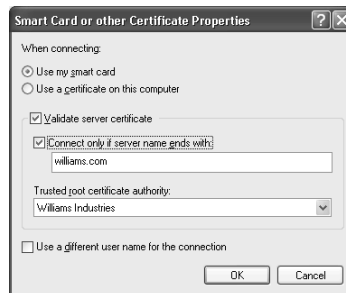 Smart Card or other Certificate Properties
When connecting:
Use my smart card
Use a certificate on this computer
Validate server certificate
Connect only if server name ends with:
williams.com
Trusted root certificate authority:
Williams Industries
Use a different user name for the connection
OK Cancel